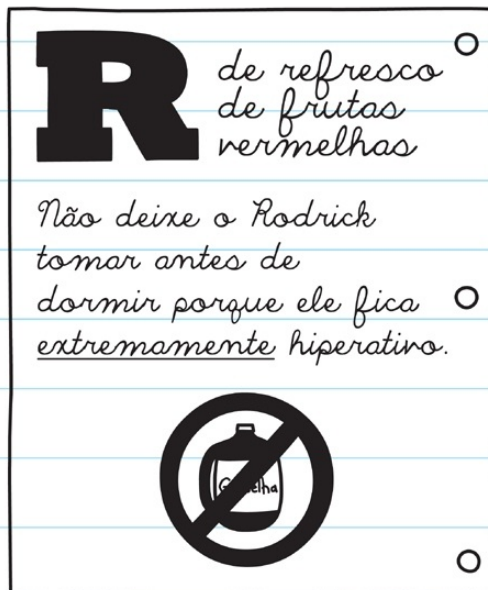 R
de refresco
de frutas
vermelhas
Não deixe o Rodrick
tomar antes de
dormir porque ele fica
extremamente hiperativo.